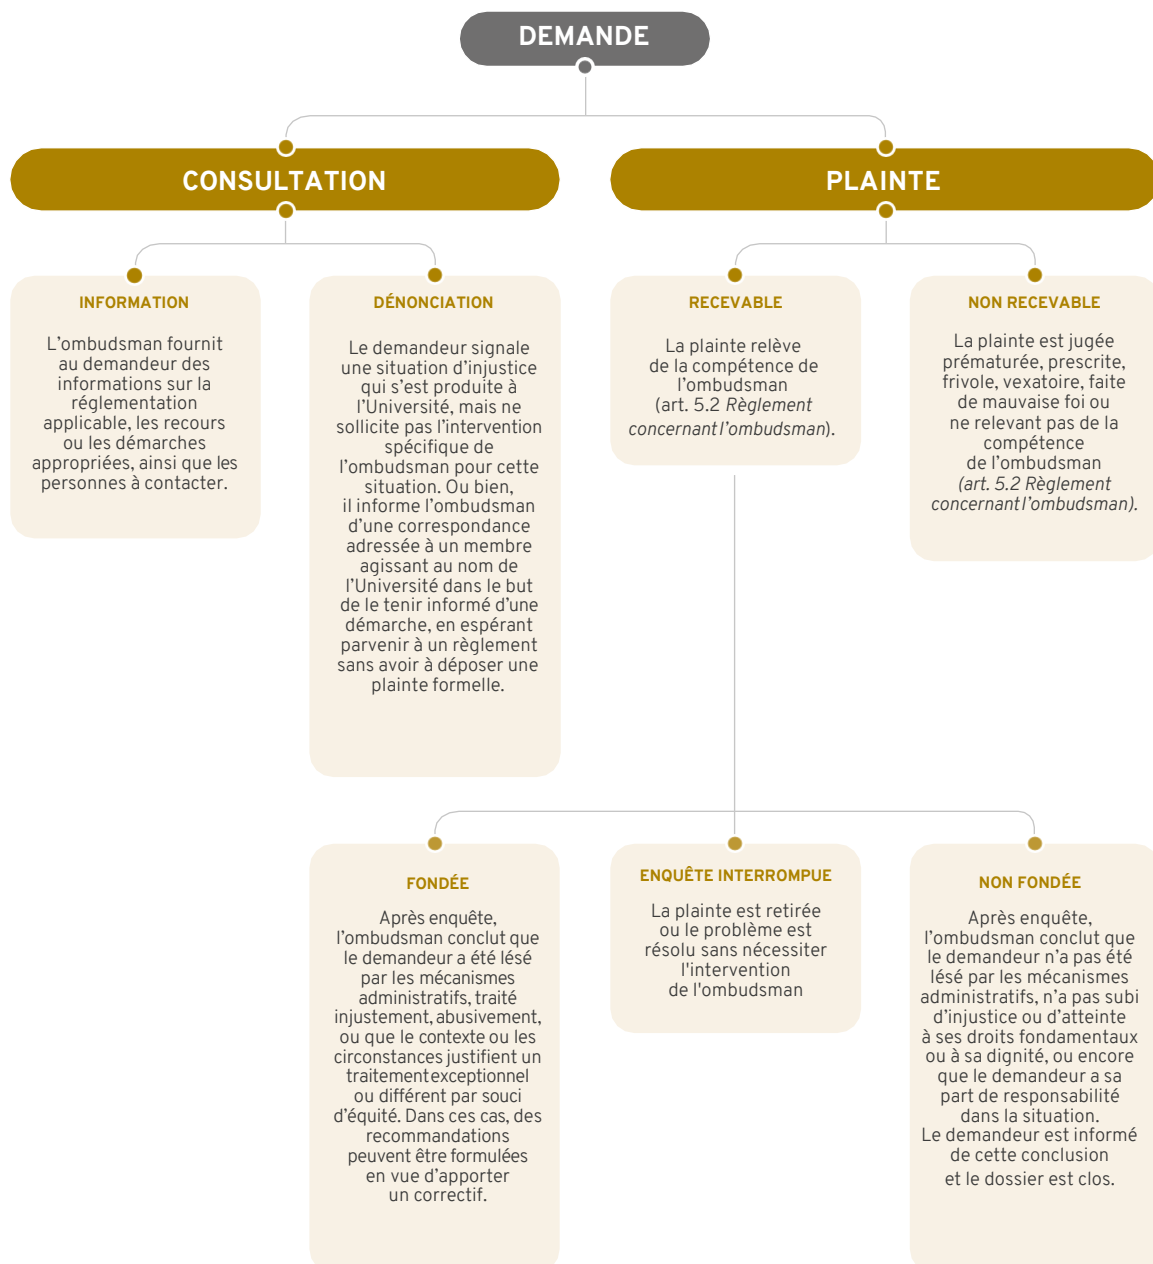 DEMANDE
CONSULTATION
PLAINTE
INFORMATION
L'ombudsman fournit
au demandeur des
informations sur la
réglementation
applicable, les recours
ou les démarches
appropriées, ainsi que les
personnes à contacter.
DÉNONCIATION
Le demandeur signale
une situation d'injustice
qui s'est produite à
l'Université, mais ne
sollicite pas l'intervention
spécifique de
l'ombudsman pour cette
situation. Ou bien,
il informe l'ombudsman
d'une correspondance
adressée à un membre
agissant au nom de
l'Université dans le but
de le tenir informé d'une
démarche, en espérant
parvenir à un règlement
sans avoir à déposer une
plainte formelle.
RECEVABLE
La plainte relève
de la compétence de
l'ombudsman
(art. 5.2 Règlement
concernant l'ombudsman).
NON RECEVABLE
La plainte est jugée
prématurée, prescrite,
frivole, vexatoire, faite
de mauvaise foi ou
ne relevant pas de la
compétence
de l'ombudsman
(art. 5.2 Règlement
concernant l'ombudsman).
FONDÉE
Après enquête,
l'ombudsman conclut que
le demandeur a été lésé
par les mécanismes
administratifs, traité
injustement, abusivement,
ou que le contexte ou les
circonstances justifient un
traitement exceptionnel
ou différent par souci
d'équité. Dans ces cas, des
recommandations
peuvent être formulées
en vue d'apporter
un correctif.
ENQUÊTE INTERROMPUE
La plainte est retirée
ou le problème est
résolu sans nécessiter
l'intervention
de l'ombudsman
NON FONDÉE
Après enquête,
l'ombudsman conclut que
le demandeur n'a pas été
lésé par les mécanismes
administratifs, n'a pas subi
d'injustice ou d'atteinte
à ses droits fondamentaux
ou à sa dignité, ou encore
que le demandeur a sa
part de responsabilité
dans la situation.
Le demandeur est informé
de cette conclusion
et le dossier est clos.